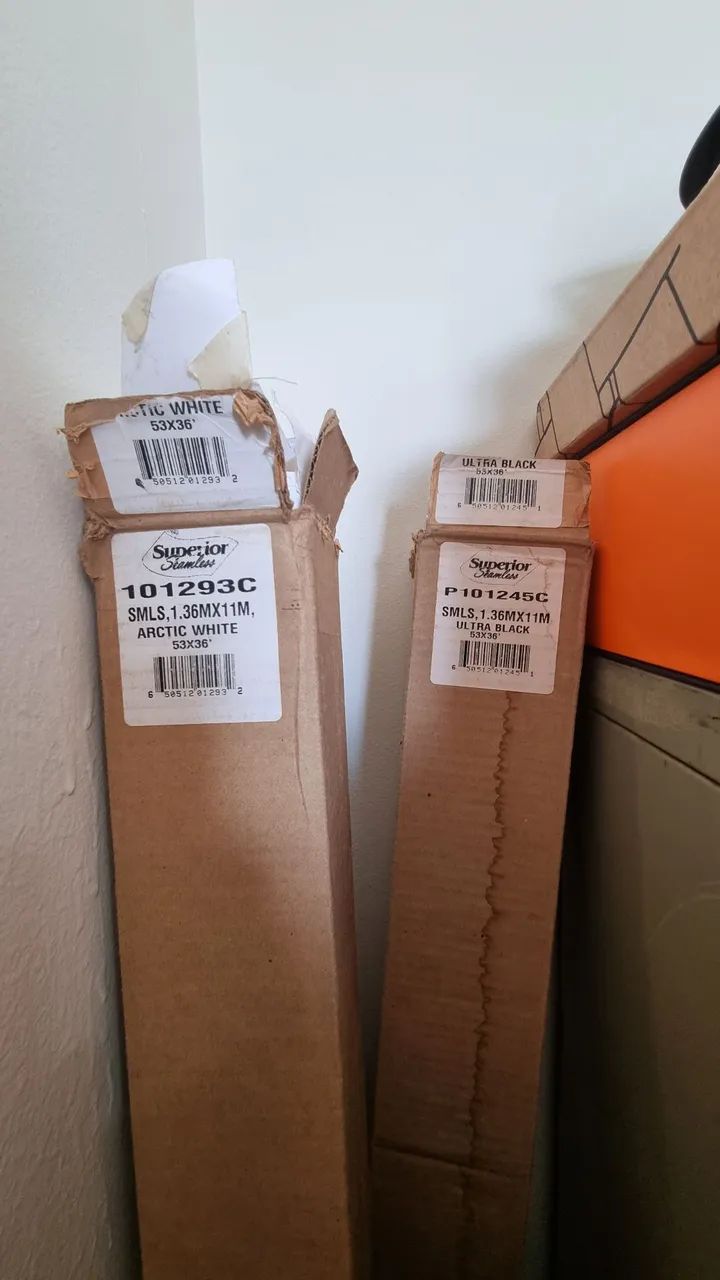 ARCTIC WHITE
53X36'
6 50512 01293 2
Superior
Seamless
101293C
SMLS,1.36MX11M,
ARCTIC WHITE
53X36'
6 50512 01293 2
ULTRA BLACK
53X36'
6 50512 01245 1
Superior
Seamless
P101245C
SMLS,1.36MX11M
ULTRA BLACK
53X36'
6 50512 01245 1